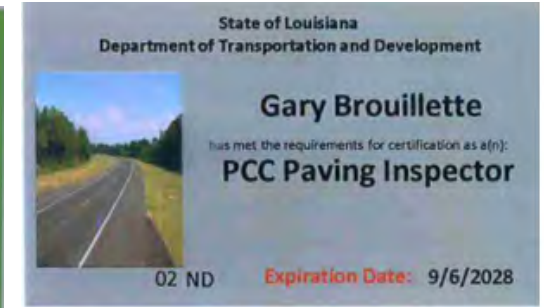 State of Louisiana
Department of Transportation and Development
Gary Brouillette
has met the requirements for certification as a(n):
PCC Paving Inspector
02 ND Expiration Date: 9/6/2028